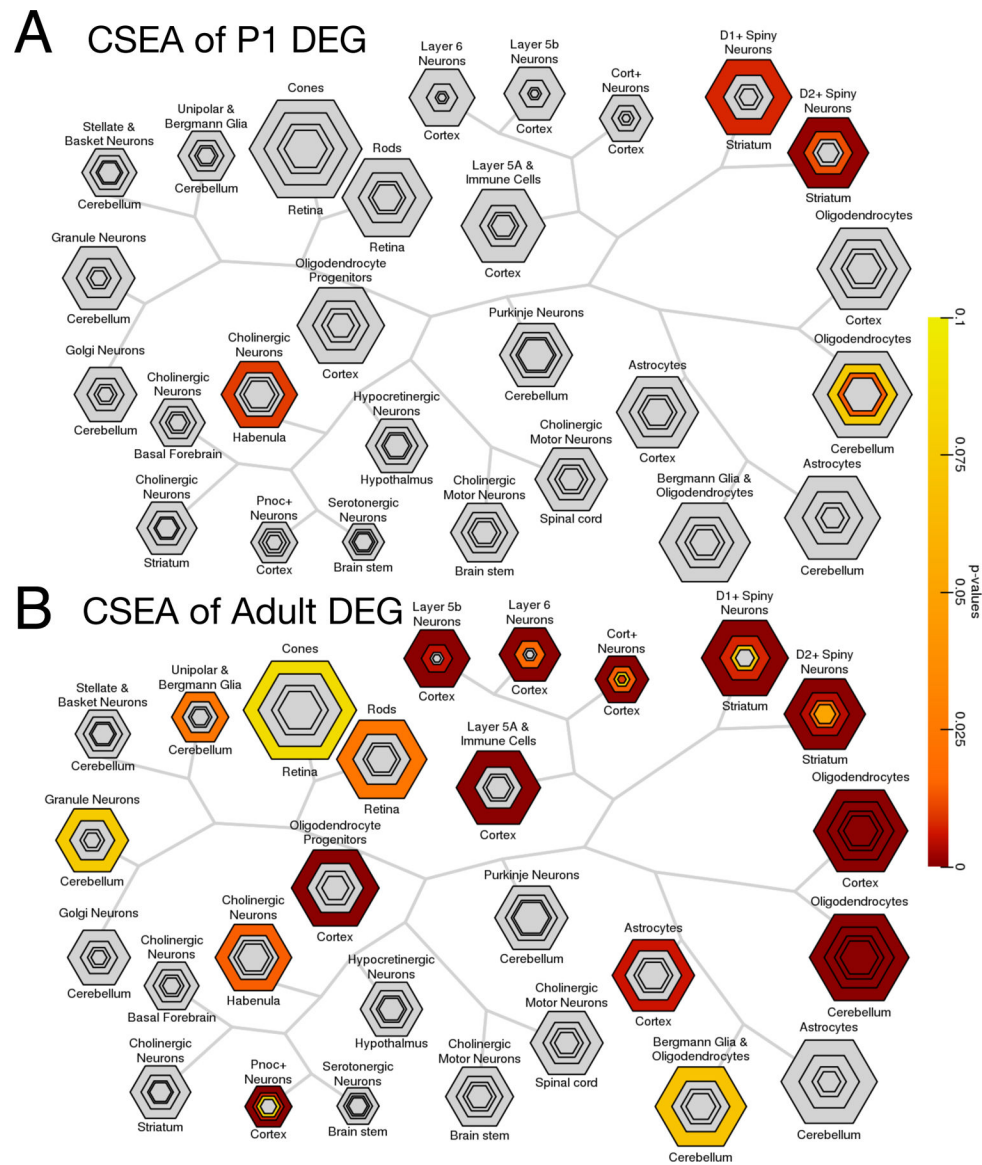 A CSEA of P1 DEG
Layer 6
Neurons
Cortex
Layer 5b
Neurons
Cortex
Cort+
Neurons
Cortex
D1+ Spiny
Neurons
Striatum
D2+ Spiny
Neurons
Striatum
Cones
Retina
Unipolar &
Bergmann Glia
Cerebellum
Stellate &
Basket Neurons
Cerebellum
Rods
Retina
Layer 5A &
Immune Cells
Cortex
Oligodendrocytes
Cortex
Granule Neurons
Cerebellum
Oligodendrocyte
Progenitors
Cortex
Purkinje Neurons
Cerebellum
Oligodendrocytes
Cerebellum
Golgi Neurons
Cerebellum
Cholinergic
Neurons
Habenula
Cholinergic
Neurons
Basal Forebrain
Hypocretinergic
Neurons
Hypothalmus
Astrocytes
Cortex
Cholinergic
Motor Neurons
Spinal cord
Cholinergic
Neurons
Striatum
Pnoc+
Neurons
Cortex
Serotonergic
Neurons
Brain stem
Cholinergic
Motor Neurons
Brain stem
Bergmann Glia &
Oligodendrocytes
Astrocytes
Cerebellum
0.1
0.075
0.05
0.025
0
p-values
B CSEA of Adult DEG
Layer 5b
Neurons
Cortex
Layer 6
Neurons
Cortex
Cort+
Neurons
Cortex
D1+ Spiny
Neurons
Striatum
D2+ Spiny
Neurons
Striatum
Cones
Retina
Unipolar &
Bergmann Glia
Cerebellum
Stellate &
Basket Neurons
Cerebellum
Rods
Retina
Layer 5A &
Immune Cells
Cortex
Oligodendrocytes
Cortex
Granule Neurons
Cerebellum
Oligodendrocyte
Progenitors
Cortex
Purkinje Neurons
Cerebellum
Oligodendrocytes
Cerebellum
Golgi Neurons
Cerebellum
Cholinergic
Neurons
Habenula
Cholinergic
Neurons
Basal Forebrain
Hypocretinergic
Neurons
Hypothalmus
Astrocytes
Cortex
Cholinergic
Motor Neurons
Spinal cord
Cholinergic
Neurons
Striatum
Pnoc+
Neurons
Cortex
Serotonergic
Neurons
Brain stem
Cholinergic
Motor Neurons
Brain stem
Bergmann Glia &
Oligodendrocytes
Cerebellum
Astrocytes
Cerebellum